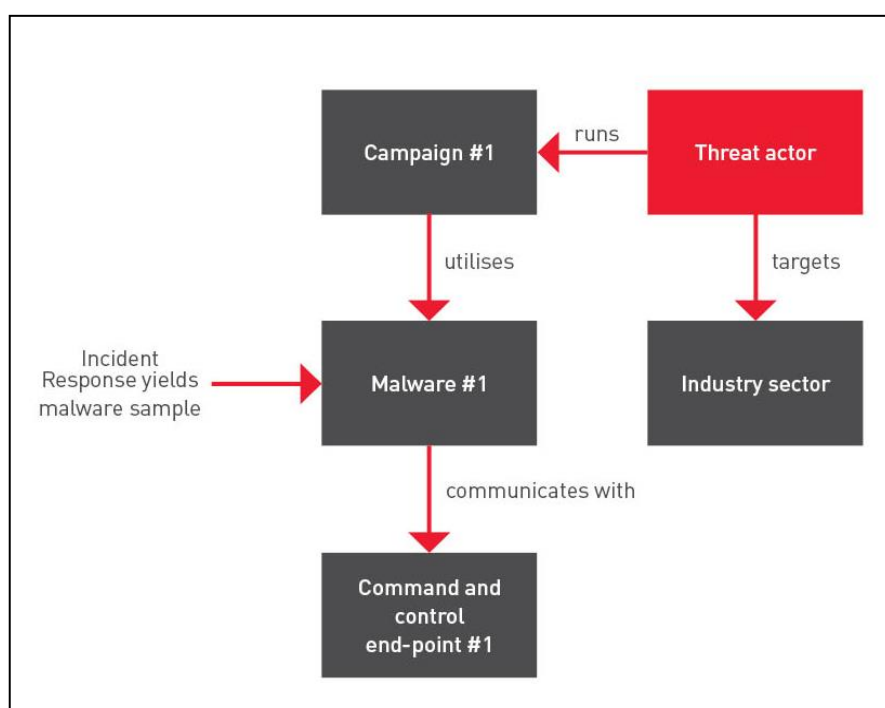 Campaign #1
runs
Threat actor
utilises
targets
Incident
Response yields
malware sample
Malware #1
Industry sector
communicates with
Command and
control
end-point #1